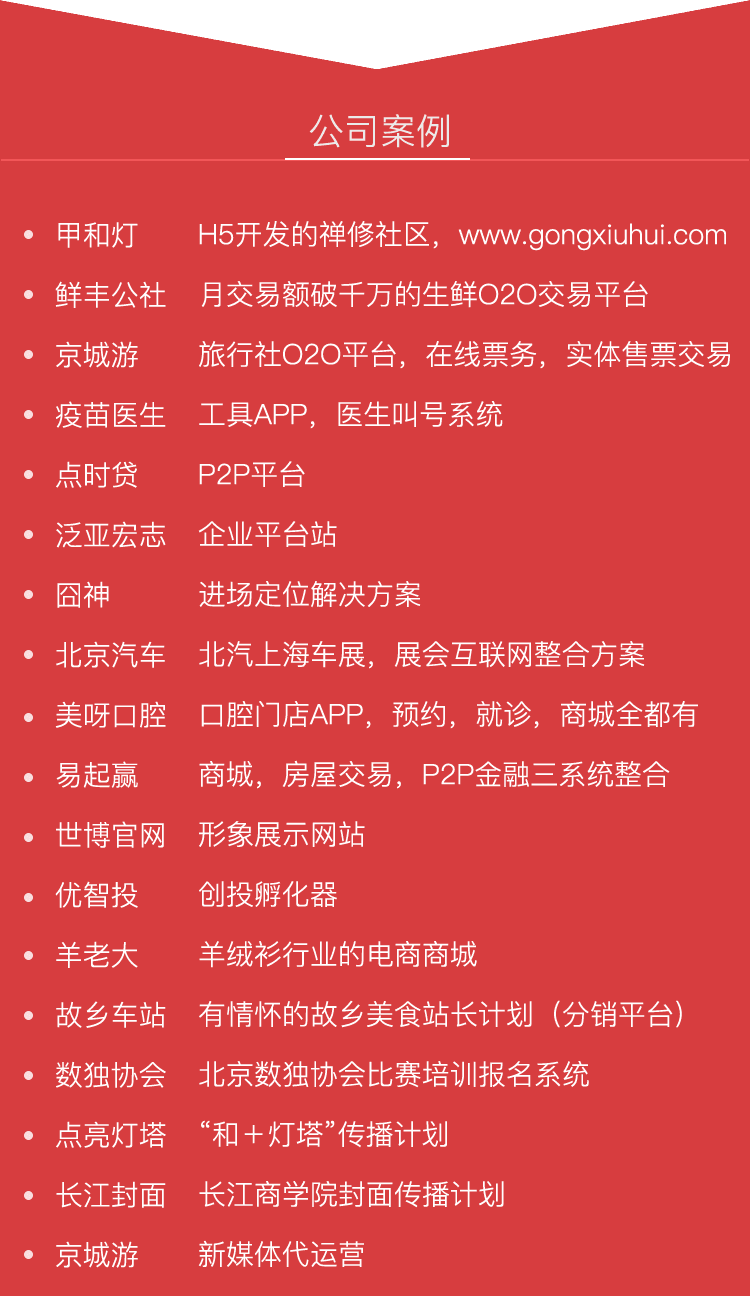 公司案例
甲和灯 H5开发的禅修社区，www.gongxiuhui.com
鲜丰公社 月交易额破千万的生鲜O2O交易平台
京城游 旅行社O2O平台，在线票务，实体售票交易
疫苗医生 工具APP，医生叫号系统
点时贷 P2P平台
泛亚宏志 企业平台站
囧神 进场定位解决方案
北京汽车 北汽上海车展，展会互联网整合方案
美呀口腔 口腔门店APP，预约，就诊，商城全都有
易起赢 商城，房屋交易，P2P金融三系统整合
世博官网 形象展示网站
优智投 创投孵化器
羊老大 羊绒衫行业的电商商城
故乡车站 有情怀的故乡美食站长计划（分销平台）
数独协会 北京数独协会比赛培训报名系统
点亮灯塔 “和＋灯塔”传播计划
长江封面 长江商学院封面传播计划
京城游 新媒体代运营